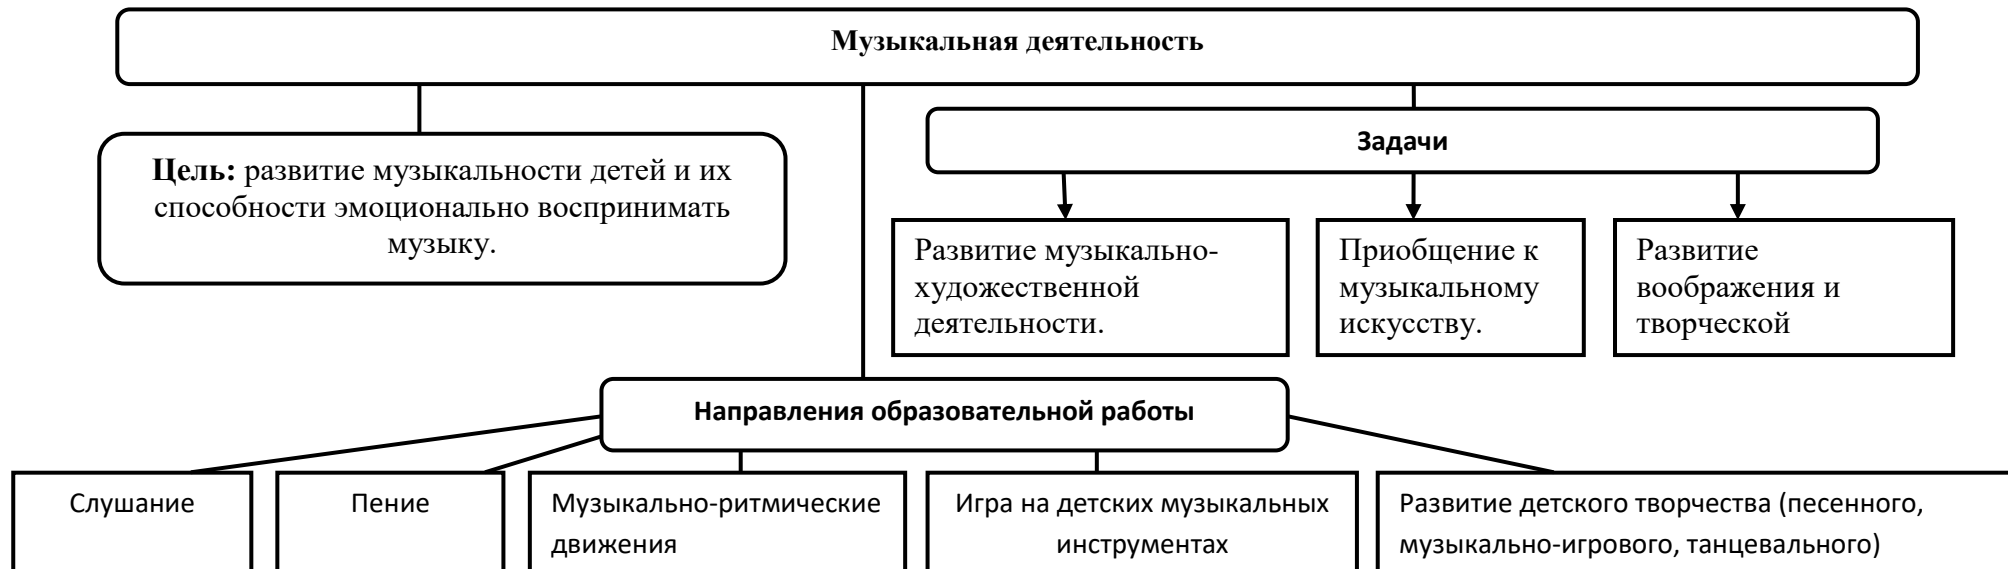 Музыкальная деятельность
Задачи
Цель: развитие музыкальности детей и их
способности эмоционально воспринимать
музыку.
Развитие музыкально-
художественной
деятельности.
Приобщение к
музыкальному
искусству.
Развитие
воображения и
творческой
Направления образовательной работы
Слушание
Пение
Музыкально-ритмические
движения
Игра на детских музыкальных
инструментах
Развитие детского творчества (песенного,
музыкально-игрового, танцевального)